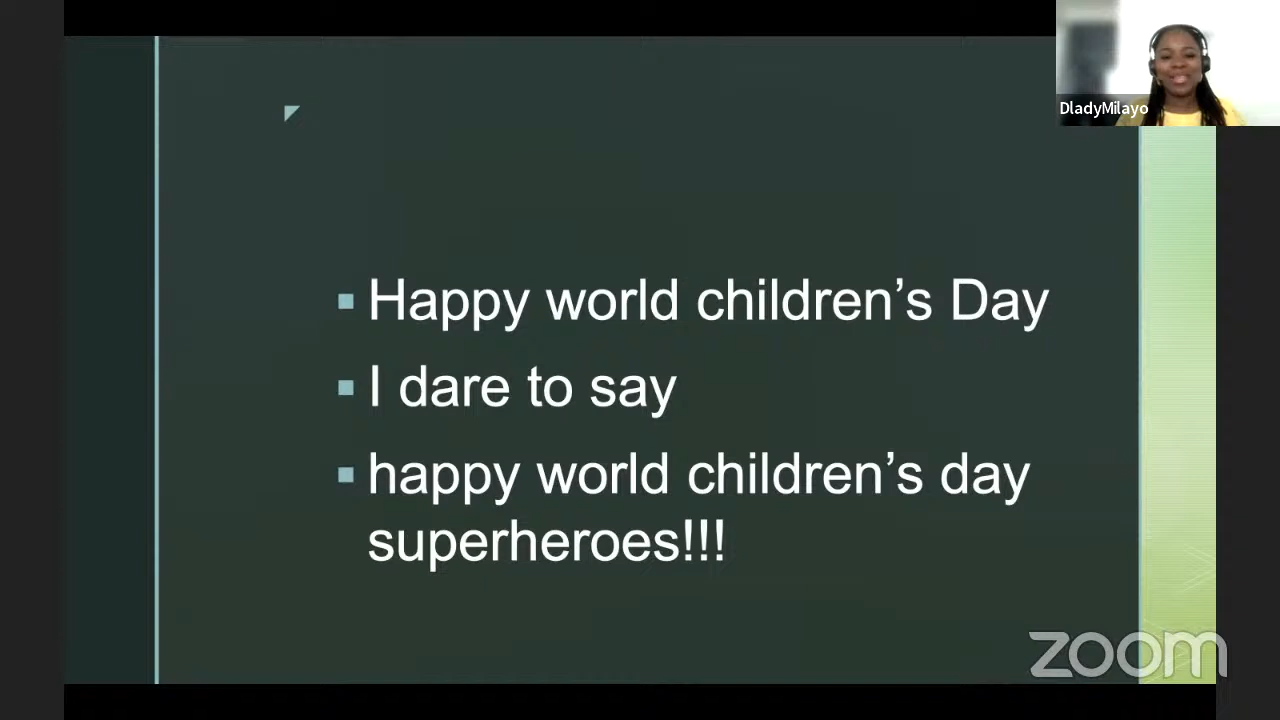 DladyMilayo
Happy world children’s Day
I dare to say
happy world children’s day
superheroes!!!
zoom